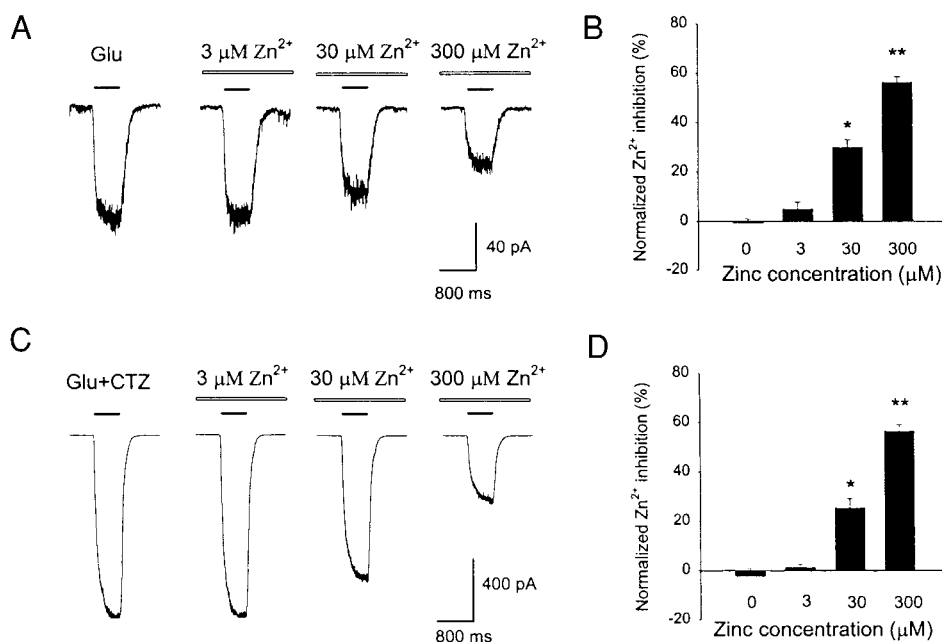 A
Glu
3 μM Zn²⁺
30 μM Zn²⁺
300 μM Zn²⁺
40 pA
800 ms
B
Normalized Zn²⁺ inhibition (%)
80
60
40
20
0
-20
*
**
0 3 30 300
Zinc concentration (μM)
C
Glu+CTZ
3 μM Zn²⁺
30 μM Zn²⁺
300 μM Zn²⁺
400 pA
800 ms
D
Normalized Zn²⁺ inhibition (%)
80
60
40
20
0
-20
*
**
0 3 30 300
Zinc concentration (μM)